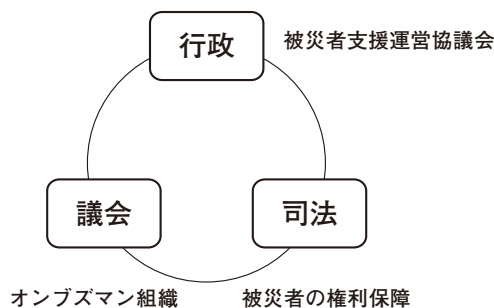 行政
被災者支援運営協議会
議会
司法
オンブズマン組織
被災者の権利保障